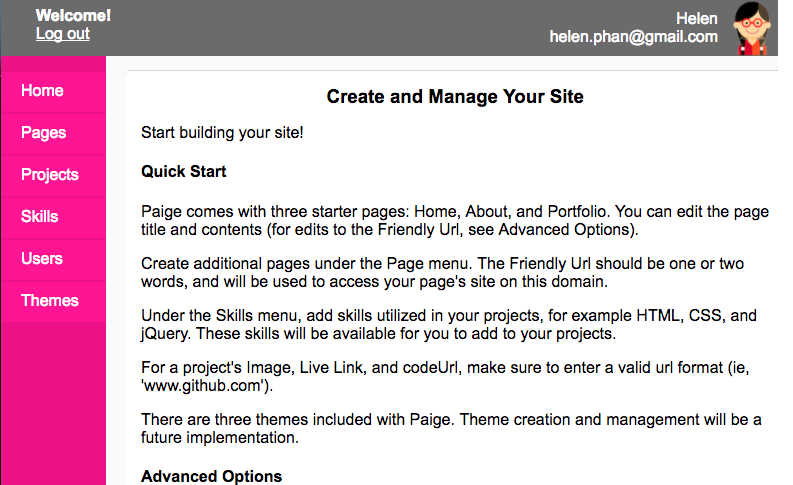 Welcome!
Log out
Helen
helen.phan@gmail.com
Home
Pages
Projects
Skills
Users
Themes
Create and Manage Your Site
Start building your site!
Quick Start
Paige comes with three starter pages: Home, About, and Portfolio. You can edit the page
title and contents (for edits to the Friendly Url, see Advanced Options).
Create additional pages under the Page menu. The Friendly Url should be one or two
words, and will be used to access your page's site on this domain.
Under the Skills menu, add skills utilized in your projects, for example HTML, CSS, and
jQuery. These skills will be available for you to add to your projects.
For a project's Image, Live Link, and codeUrl, make sure to enter a valid url format (ie,
'www.github.com').
There are three themes included with Paige. Theme creation and management will be a
future implementation.
Advanced Options